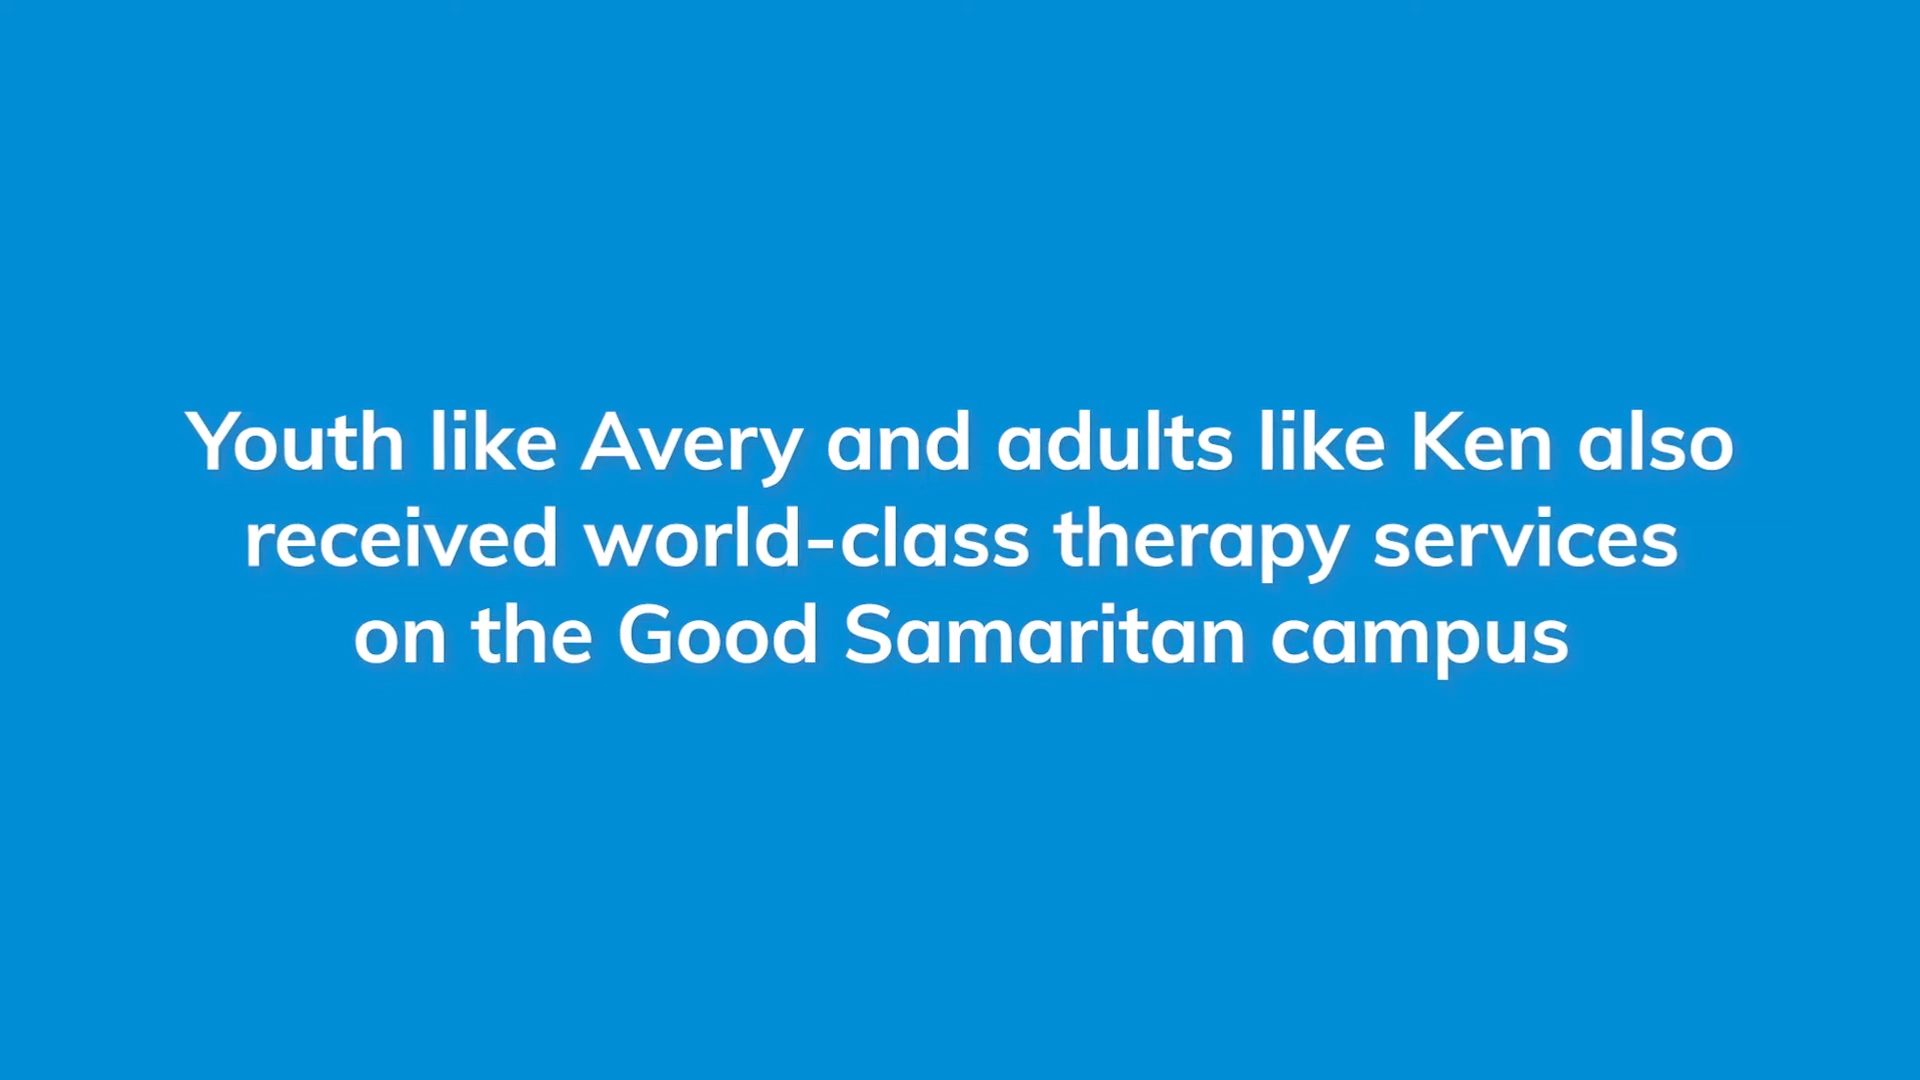 Youth like Avery and adults like Ken also
received world-class therapy services
on the Good Samaritan campus